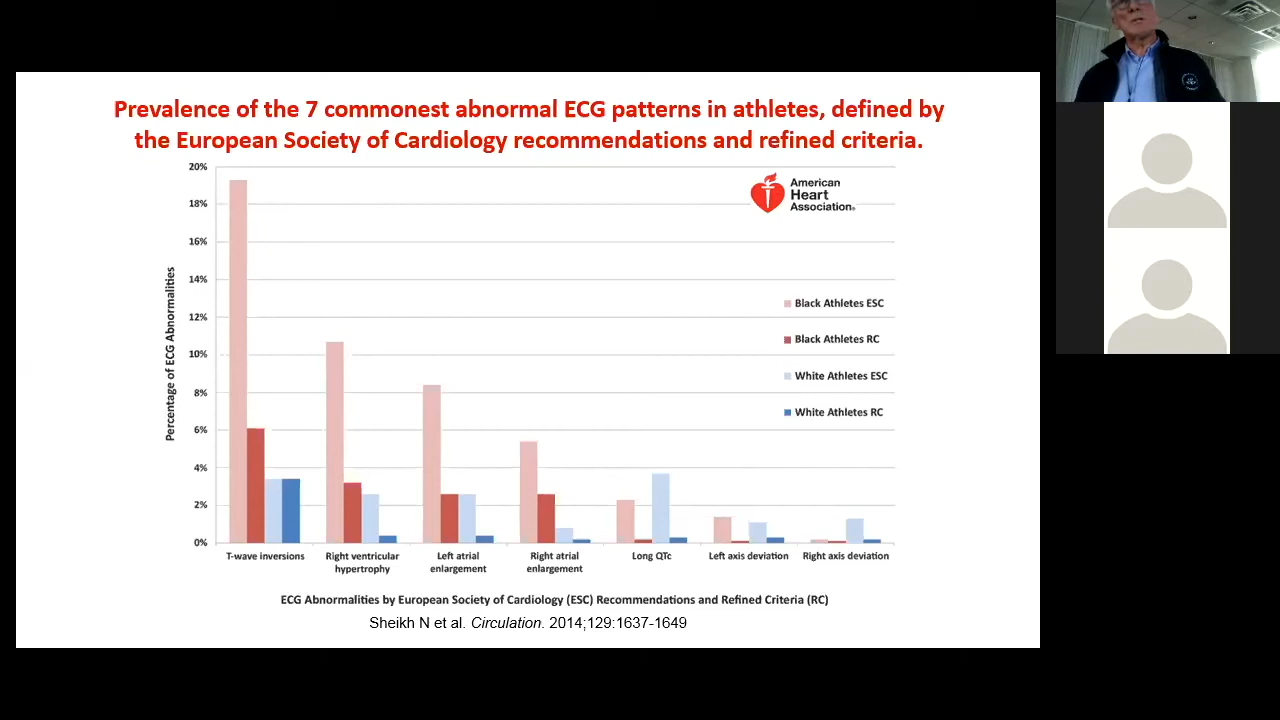 Prevalence of the 7 commonest abnormal ECG patterns in athletes, defined by
the European Society of Cardiology recommendations and refined criteria.
American
Heart
Association®
Percentage of ECG Abnormalities
20%
18%
16%
14%
12%
10%
8%
6%
4%
2%
0%
Black Athletes ESC
Black Athletes RC
White Athletes ESC
White Athletes RC
T-wave inversions
Right ventricular
hypertrophy
Left atrial
enlargement
Right atrial
enlargement
Long QTc
Left axis deviation
Right axis deviation
ECG Abnormalities by European Society of Cardiology (ESC) Recommendations and Refined Criteria (RC)
Sheikh N et al. Circulation. 2014;129:1637-1649